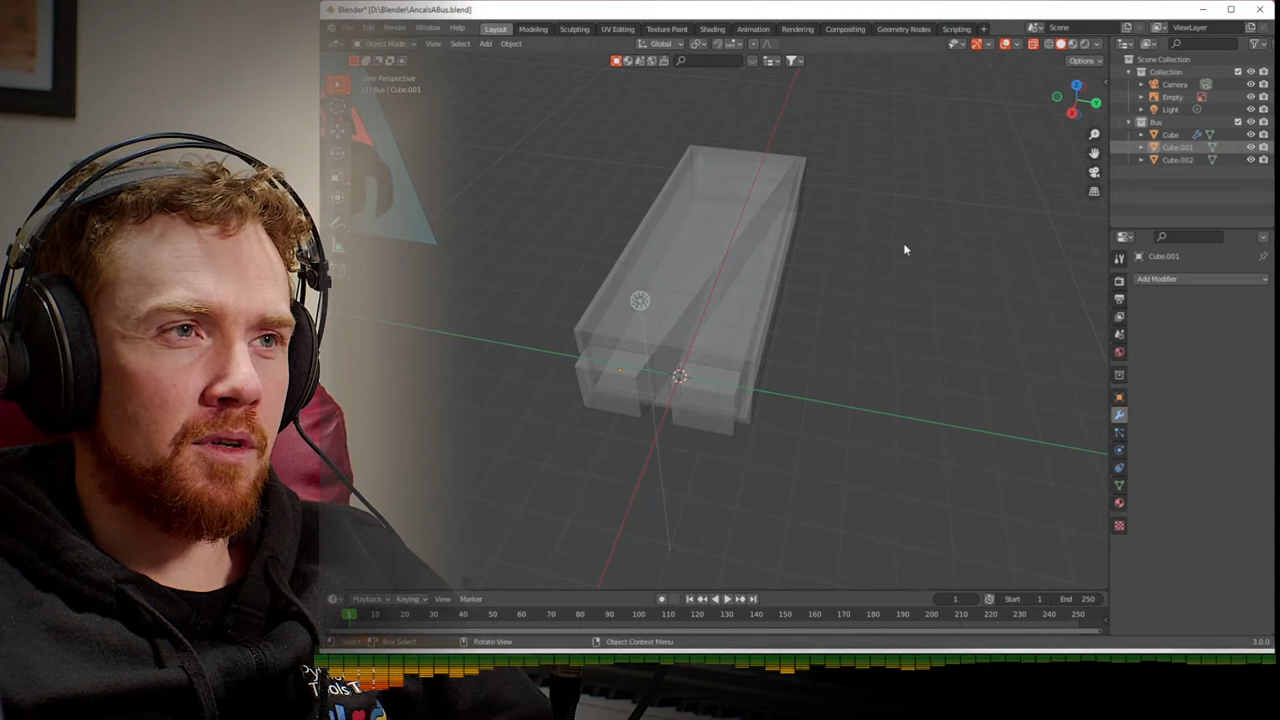 Blender* [D:\Blender\AncalsABus.blend]
File Edit Render Window Help Layout Modeling Sculpting UV Editing Texture Paint Shading Animation Rendering Compositing Geometry Nodes Scripting + Scene ViewLayer
Object Mode View Select Add Object Global
Options
User Perspective
(1) Bus | Cube.001
Scene Collection
Collection
Camera
Empty
Light
Bus
Cube
Cube.001
Cube.002
Z
Y
X
Cube.001
Add Modifier
Playback Keying View Marker 1 Start 1 End 250
1 10 20 30 40 50 60 70 80 90 100 110 120 130 140 150 160 170 180 190 200 210 220 230 240 250
Select Box Select Rotate View Object Context Menu 3.0.0